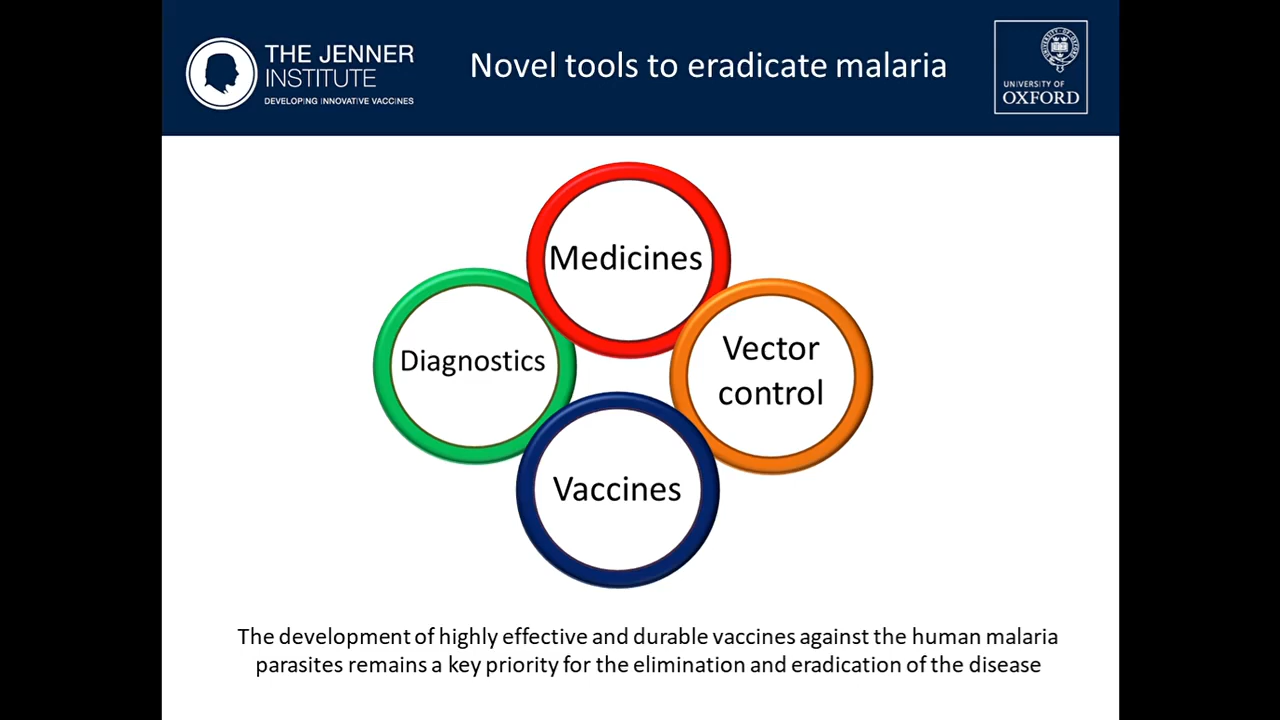 THE JENNER
INSTITUTE
DEVELOPING INNOVATIVE VACCINES
Novel tools to eradicate malaria
UNIVERSITY OF
OXFORD
Medicines
Diagnostics
Vector
control
Vaccines
The development of highly effective and durable vaccines against the human malaria
parasites remains a key priority for the elimination and eradication of the disease